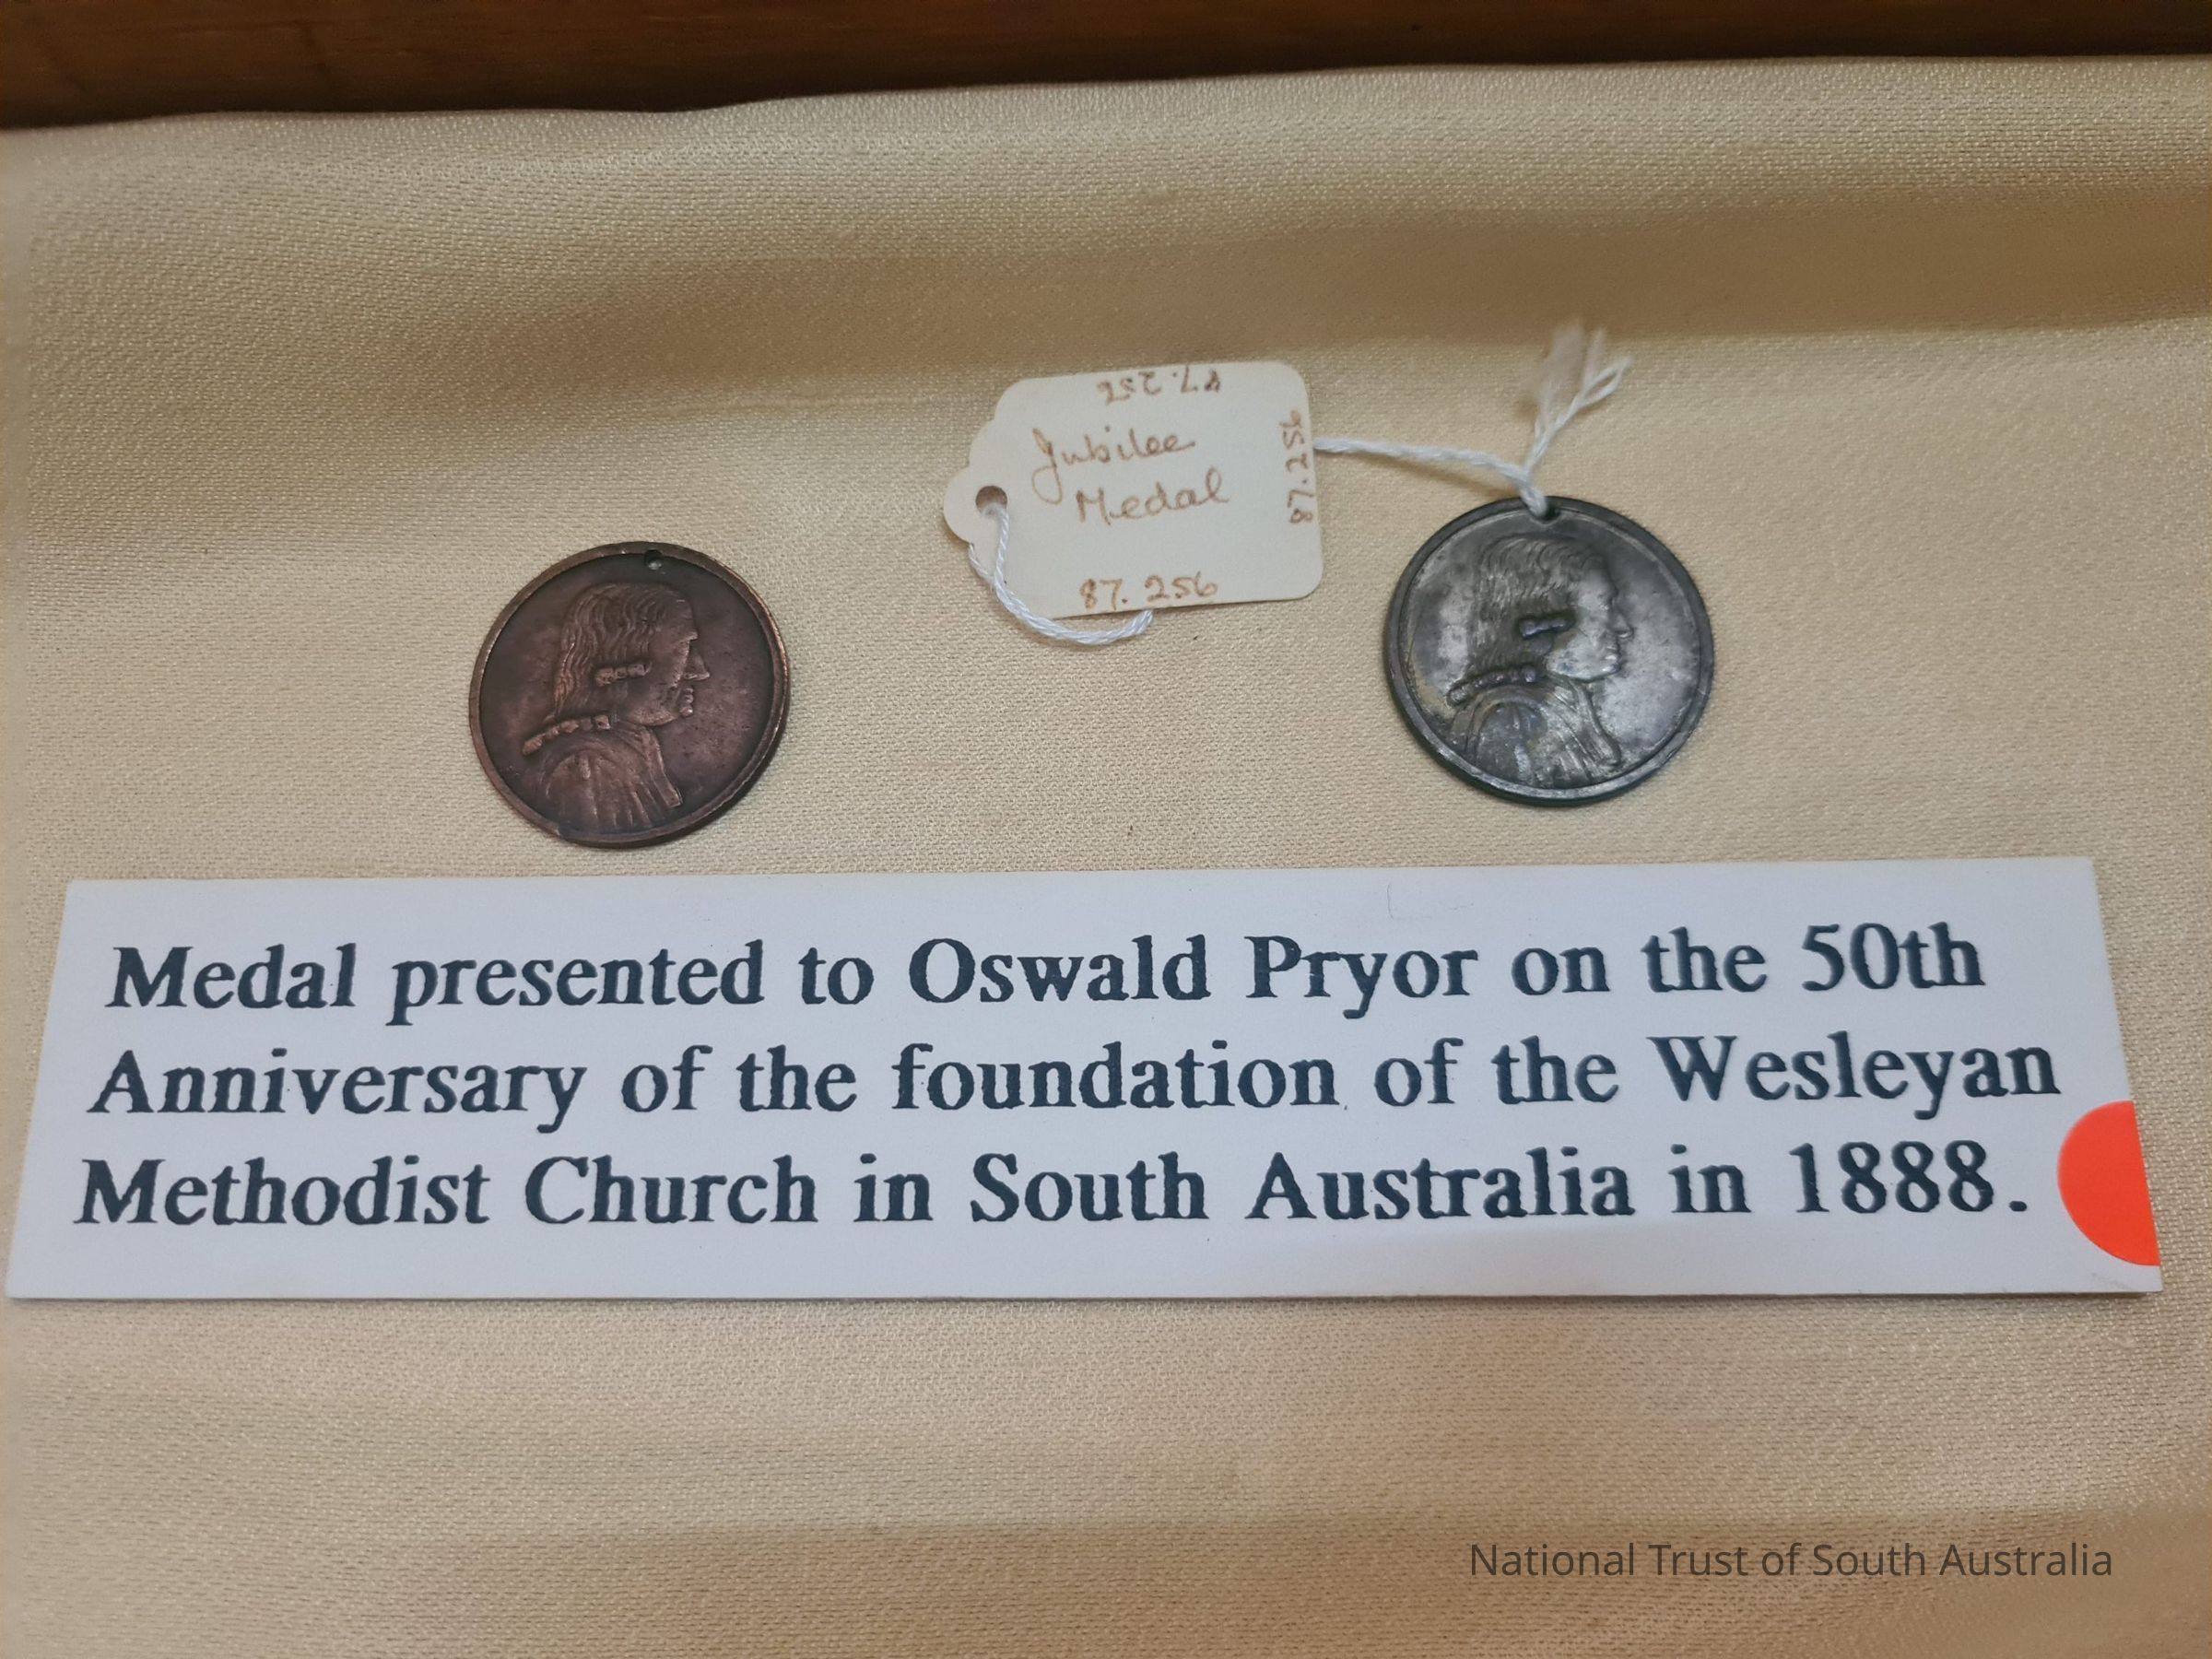 87.256
Jubilee
Medal
87.256
87.256
Medal presented to Oswald Pryor on the 50th
Anniversary of the foundation of the Wesleyan
Methodist Church in South Australia in 1888.
National Trust of South Australia